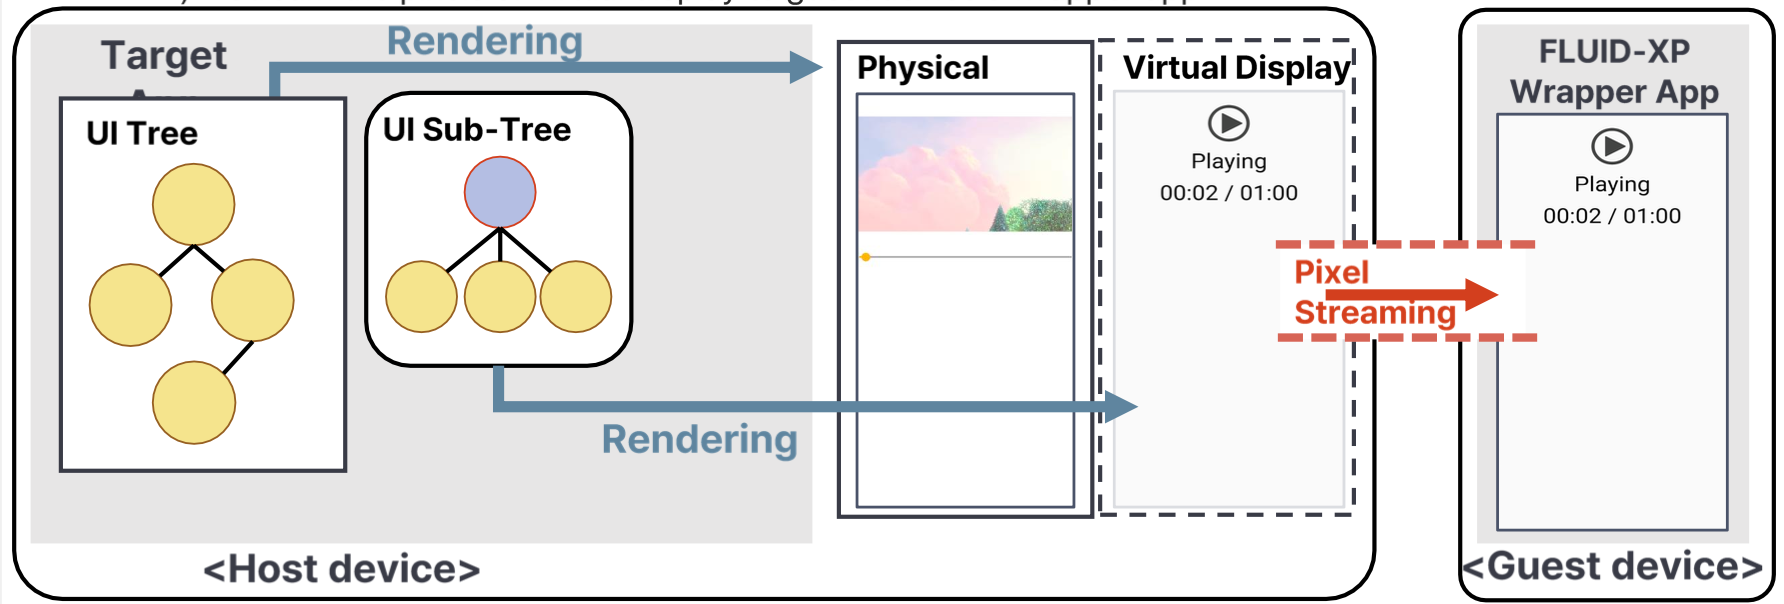 Rendering
Target
UI Tree
UI Sub-Tree
Rendering
<Host device>
Physical
Virtual Display
Playing
00:02 / 01:00
Pixel
Streaming
FLUID-XP
Wrapper App
Playing
00:02 / 01:00
<Guest device>